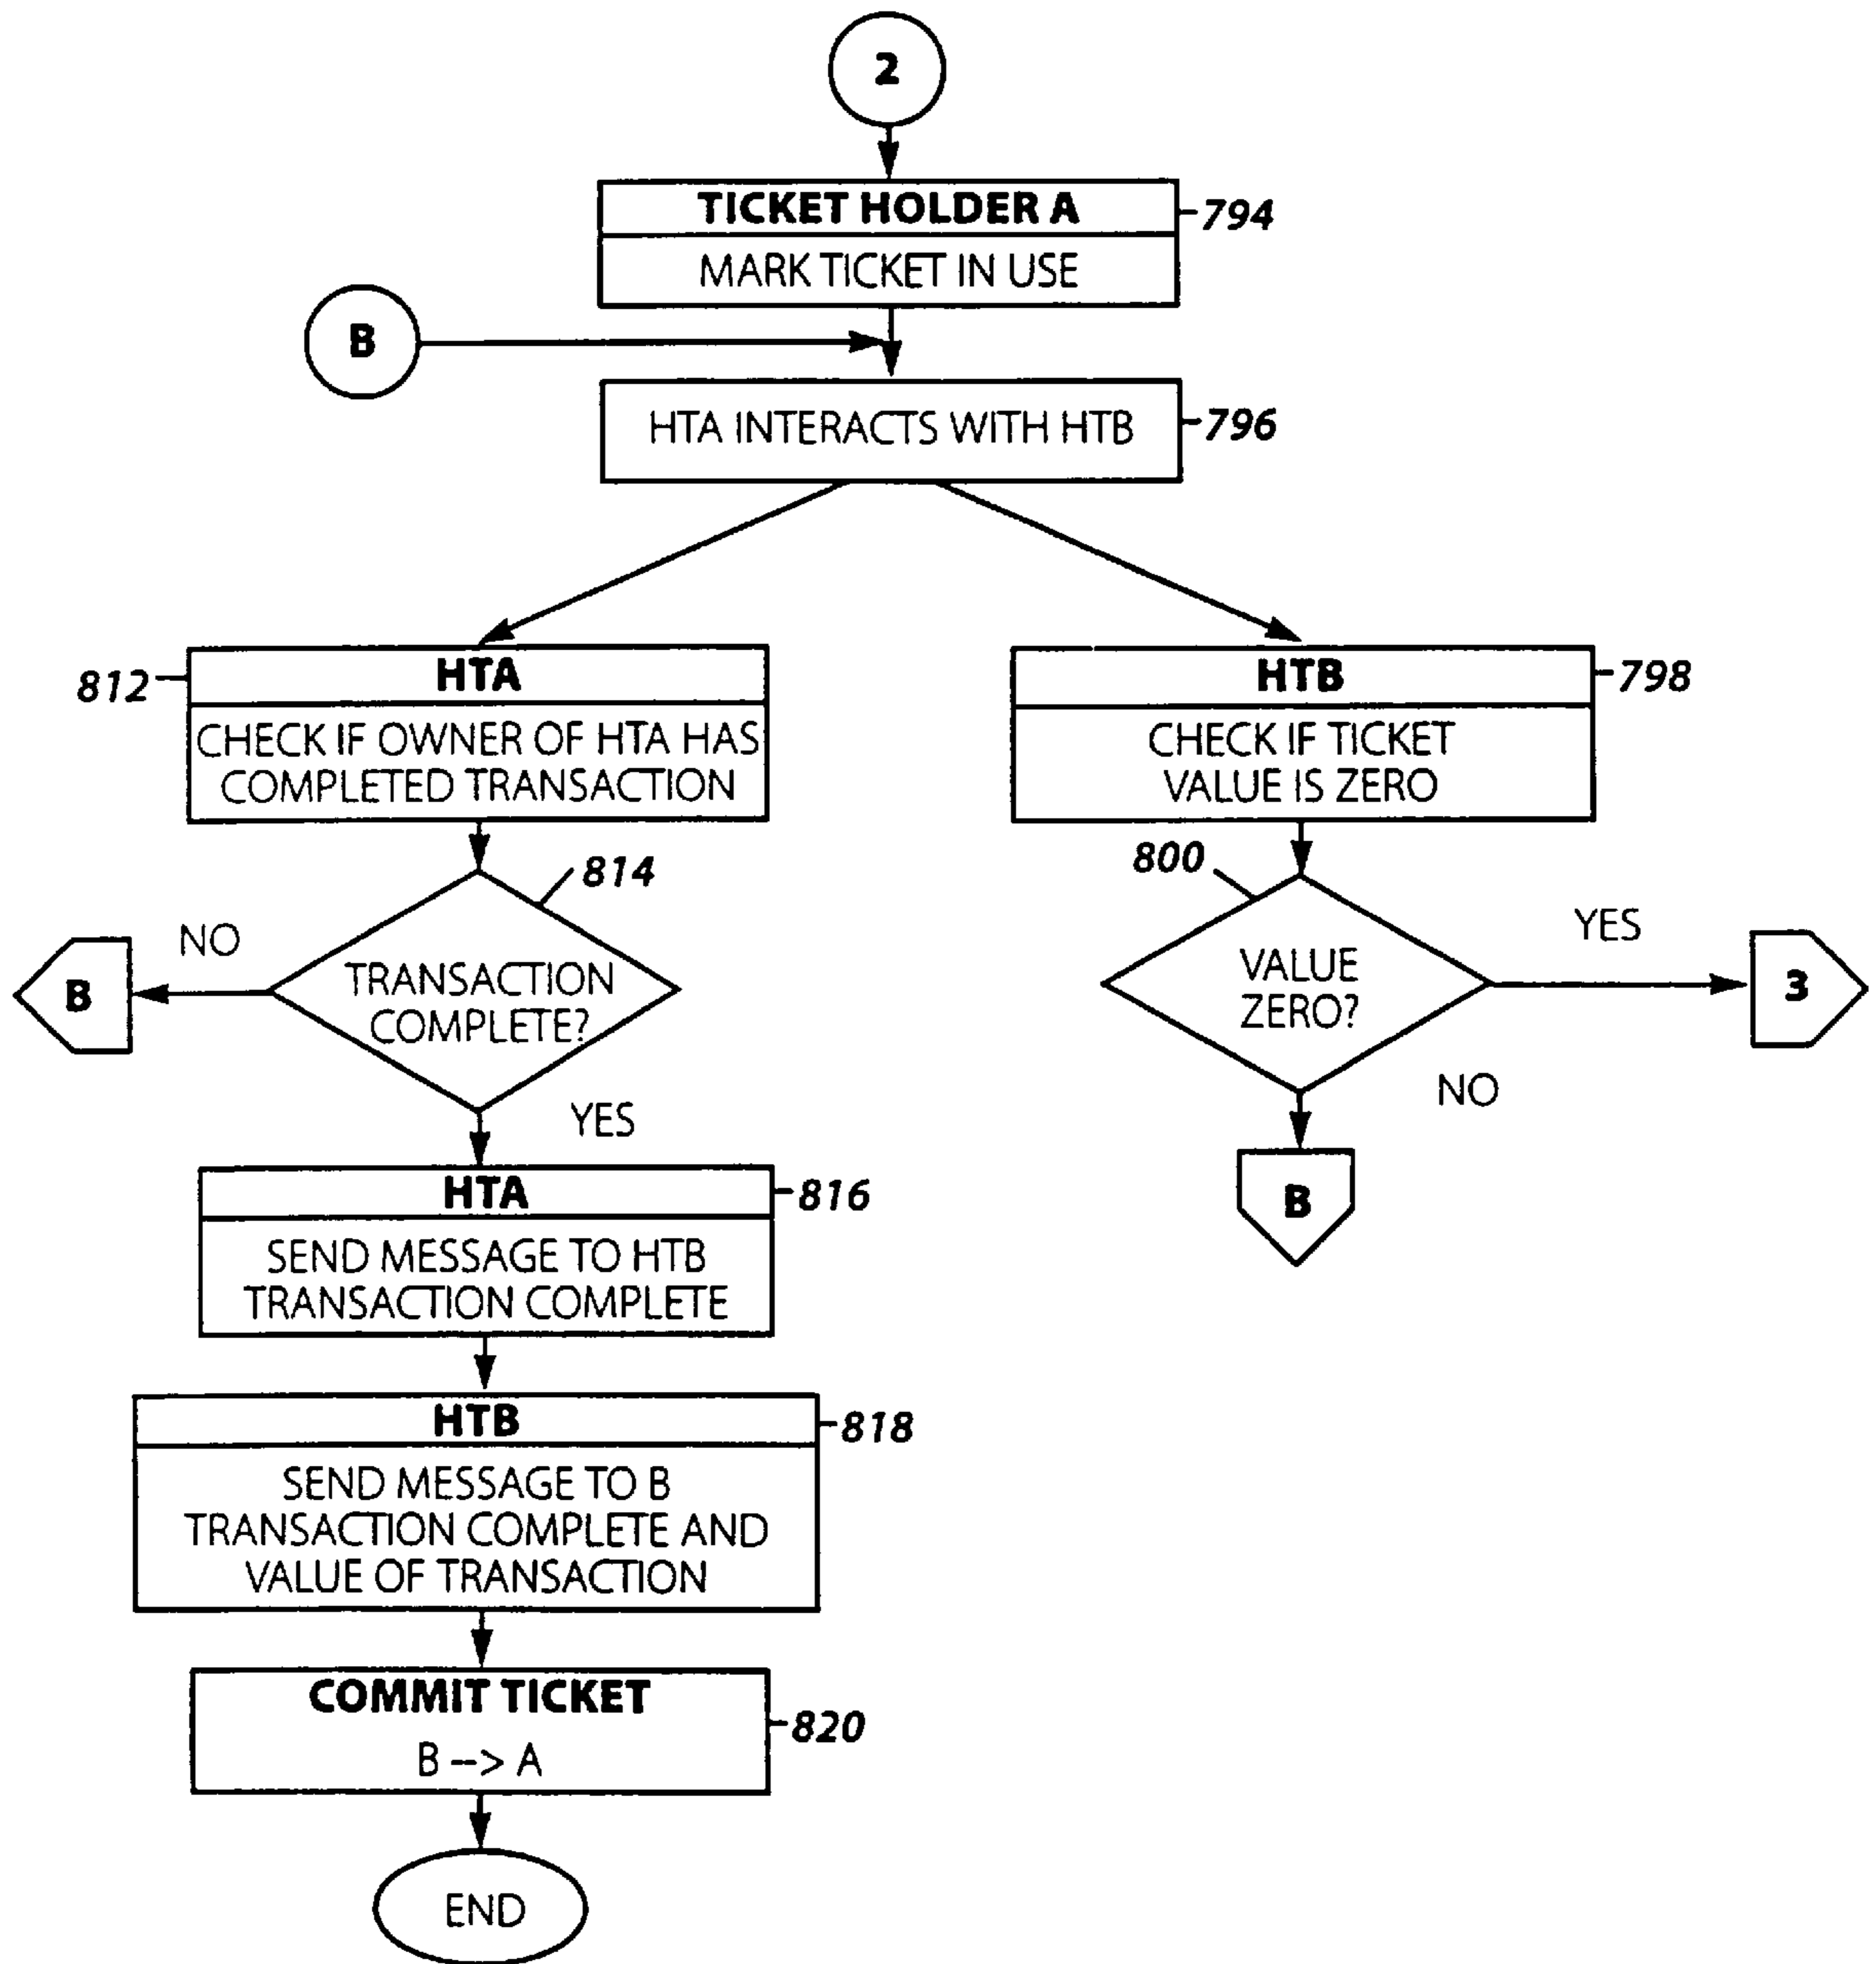 2
TICKET HOLDER A
794
MARK TICKET IN USE
B
HTA INTERACTS WITH HTB
796
812
HTA
CHECK IF OWNER OF HTA HAS
COMPLETED TRANSACTION
HTB
798
CHECK IF TICKET
VALUE IS ZERO
814
NO
B
TRANSACTION
COMPLETE?
YES
800
VALUE
ZERO?
YES
3
NO
B
HTA
816
SEND MESSAGE TO HTB
TRANSACTION COMPLETE
HTB
818
SEND MESSAGE TO B
TRANSACTION COMPLETE AND
VALUE OF TRANSACTION
COMMIT TICKET
820
B --> A
END